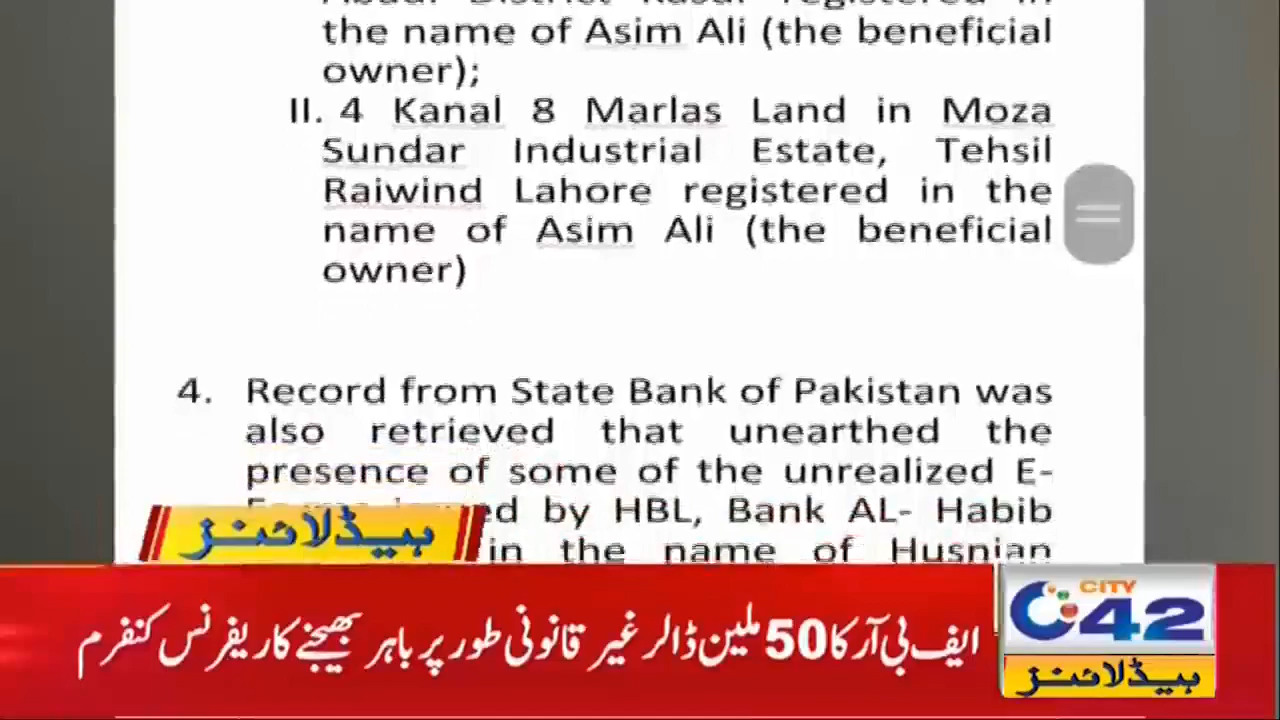 the name of Asim Ali (the beneficial
owner);
II. 4 Kanal 8 Marlas Land in Moza
Sundar Industrial Estate, Tehsil
Raiwind Lahore registered in the
name of Asim Ali (the beneficial
owner)
4. Record from State Bank of Pakistan was
also retrieved that unearthed the
presence of some of the unrealized E-
by HBL, Bank AL- Habib
in the name of Husnian
ہیڈلائنز
ایف بی آر کا 50 ملین ڈالر غیر قانونی طور پر باہر بھیجنے کا ریفرنس کنفرم
CITY
42
ہیڈلائنز